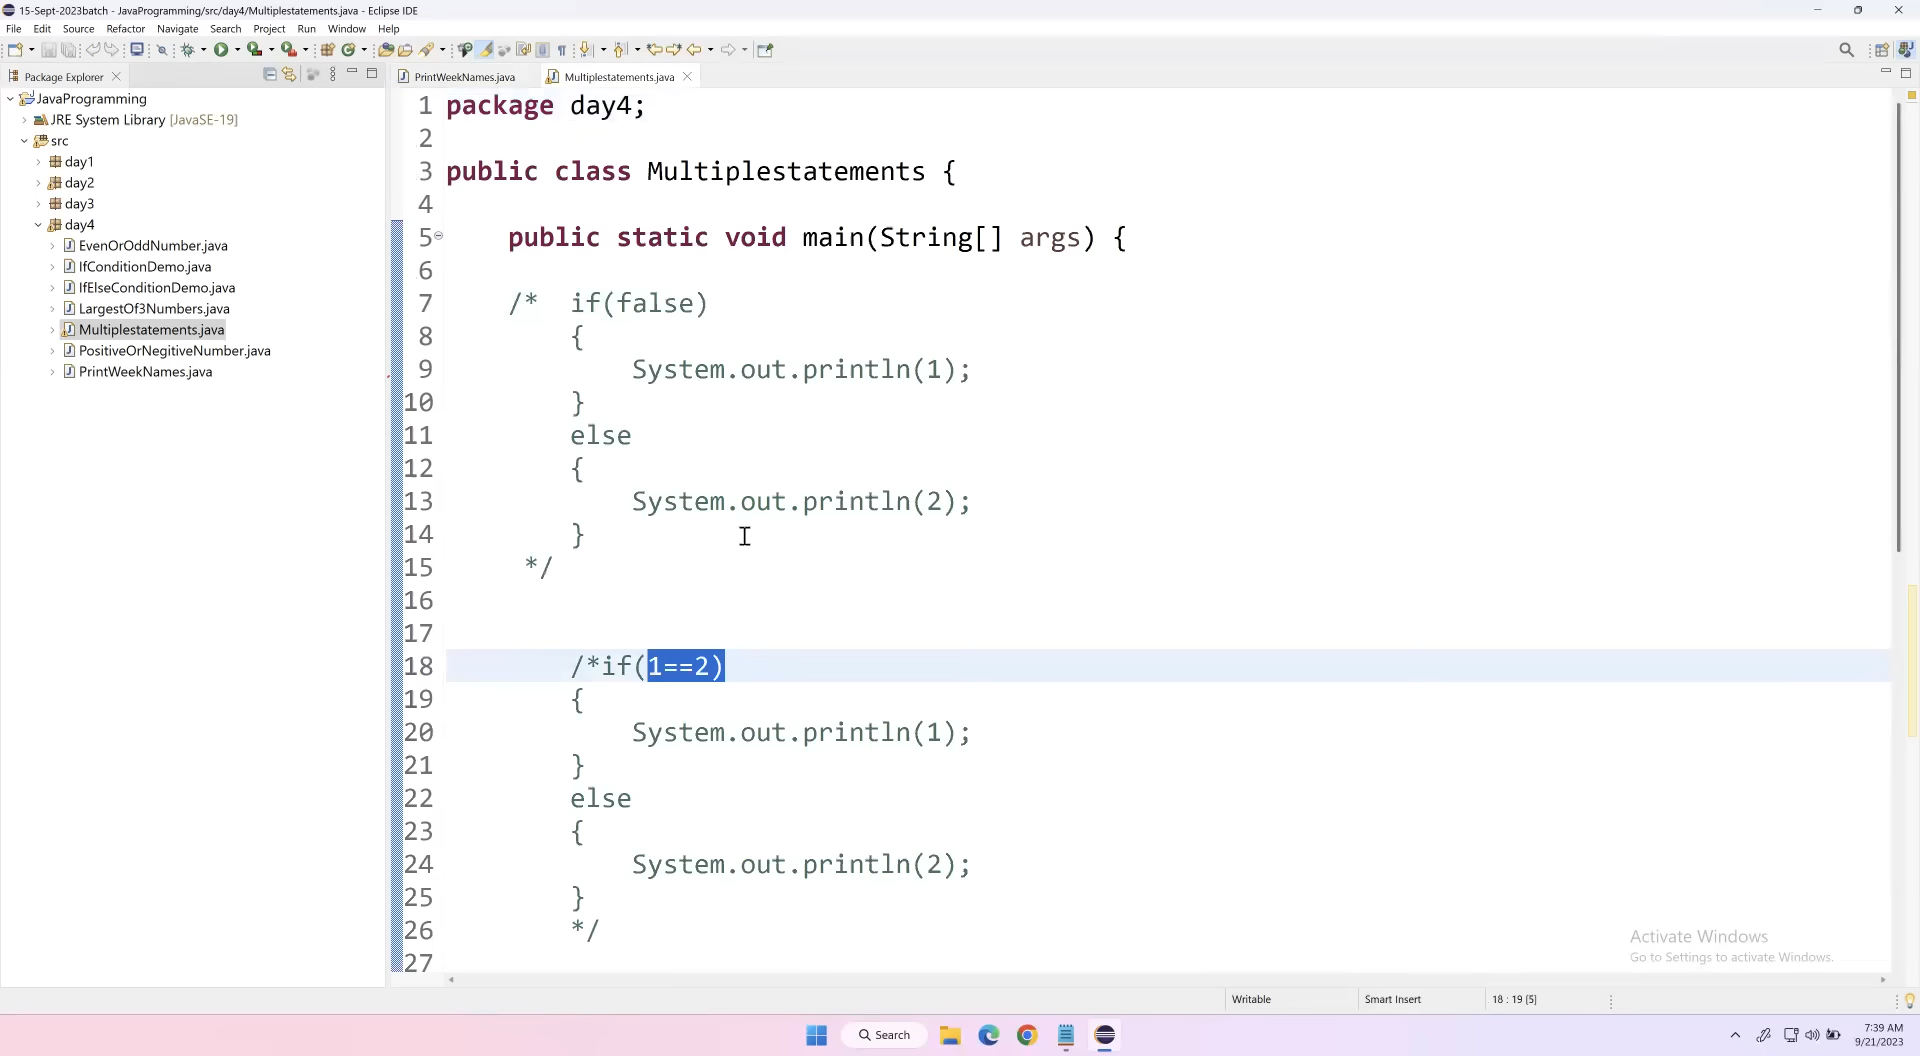 15-Sept-2023batch - JavaProgramming/src/day4/Multiplestatements.java - Eclipse IDE
File Edit Source Refactor Navigate Search Project Run Window Help
Package Explorer
PrintWeekNames.java
Multiplestatements.java
JavaProgramming
JRE System Library [JavaSE-19]
src
day1
day2
day3
day4
EvenOrOddNumber.java
IfConditionDemo.java
IfElseConditionDemo.java
LargestOf3Numbers.java
Multiplestatements.java
PositiveOrNegitiveNumber.java
PrintWeekNames.java
1 package day4;
2
3 public class Multiplestatements {
4
5 public static void main(String[] args) {
6
7 /* if(false)
8 {
9 System.out.println(1);
10 }
11 else
12 {
13 System.out.println(2);
14 }
15 */
16
17
18 /*if(1==2)
19 {
20 System.out.println(1);
21 }
22 else
23 {
24 System.out.println(2);
25 }
26 */
27
Activate Windows
Go to Settings to activate Windows.
Writable
Smart Insert
18 : 19 [5]
Search
7:39 AM
9/21/2023